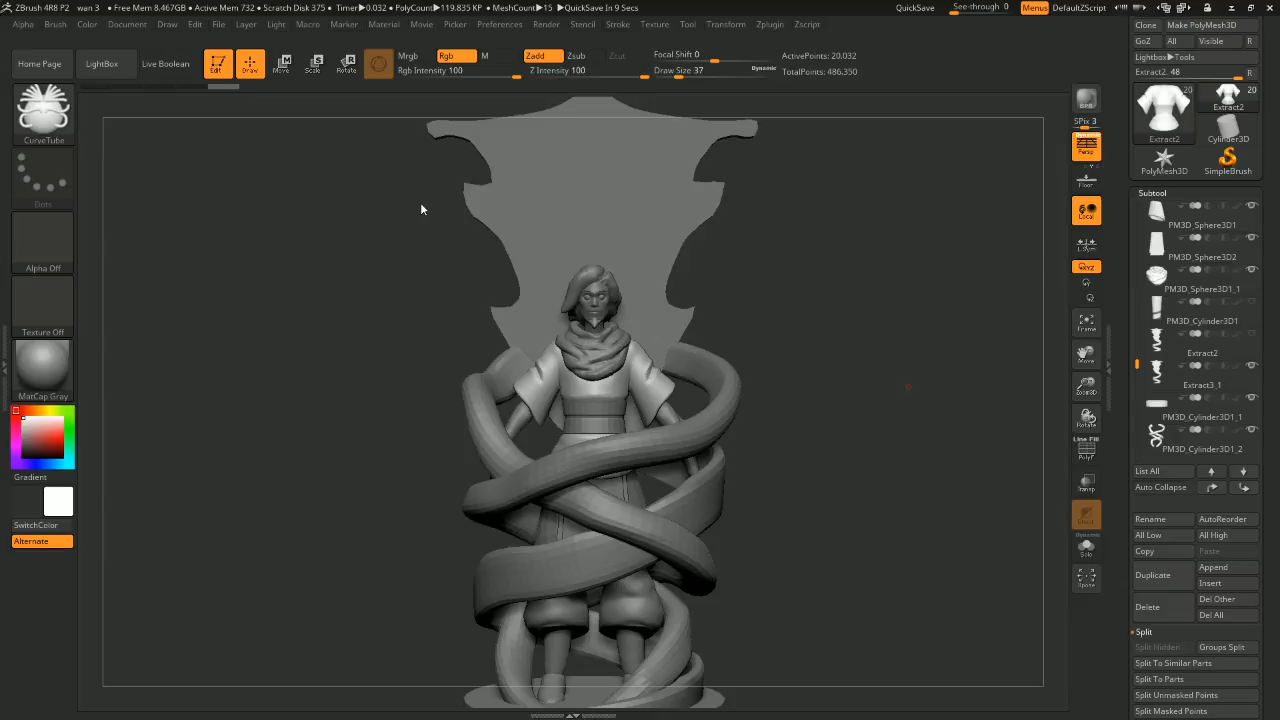 ZBrush 4R8 P2 wan 3 ● Free Mem 8.467GB ● Active Mem 732 ● Scratch Disk 375 ● Timer▶0.032 ● PolyCount▶119.835 KP ● MeshCount▶15 ▶QuickSave In 9 Secs
QuickSave See-through 0 Menus DefaultZScript
Alpha Brush Color Document Draw Edit File Layer Light Macro Marker Material Movie Picker Preferences Render Stencil Stroke Texture Tool Transform Zplugin Zscript
Home Page LightBox Live Boolean
Edit Draw Move Scale Rotate
Mrgb Rgb M
Rgb Intensity 100
Zadd Zsub Zcut
Z Intensity 100
Focal Shift 0
Draw Size 37 Dynamic
ActivePoints: 20.032
TotalPoints: 486.350
CurveTube
Dots
Alpha Off
Texture Off
MatCap Gray
Gradient
SwitchColor
Alternate
BPR
SPix 3
Dynamic
Persp
Floor
Local
L.Sym
XYZ
Frame
Move
Zoom3D
Rotate
Line Fill
PolyF
Transp
Ghost
Dynamic
Solo
Xpose
Clone Make PolyMesh3D
GoZ All Visible R
Lightbox▶Tools
Extract2. 48 R
20 20
Extract2
Extract2 Cylinder3D
PolyMesh3D SimpleBrush
Subtool
PM3D_Sphere3D1
PM3D_Sphere3D2
PM3D_Sphere3D1_1
PM3D_Cylinder3D1
Extract2
Extract3_1
PM3D_Cylinder3D1_1
PM3D_Cylinder3D1_2
List All
Auto Collapse
Rename AutoReorder
All Low All High
Copy Paste
Duplicate Append
Insert
Delete Del Other
Del All
Split
Split Hidden Groups Split
Split To Similar Parts
Split To Parts
Split Unmasked Points
Split Masked Points